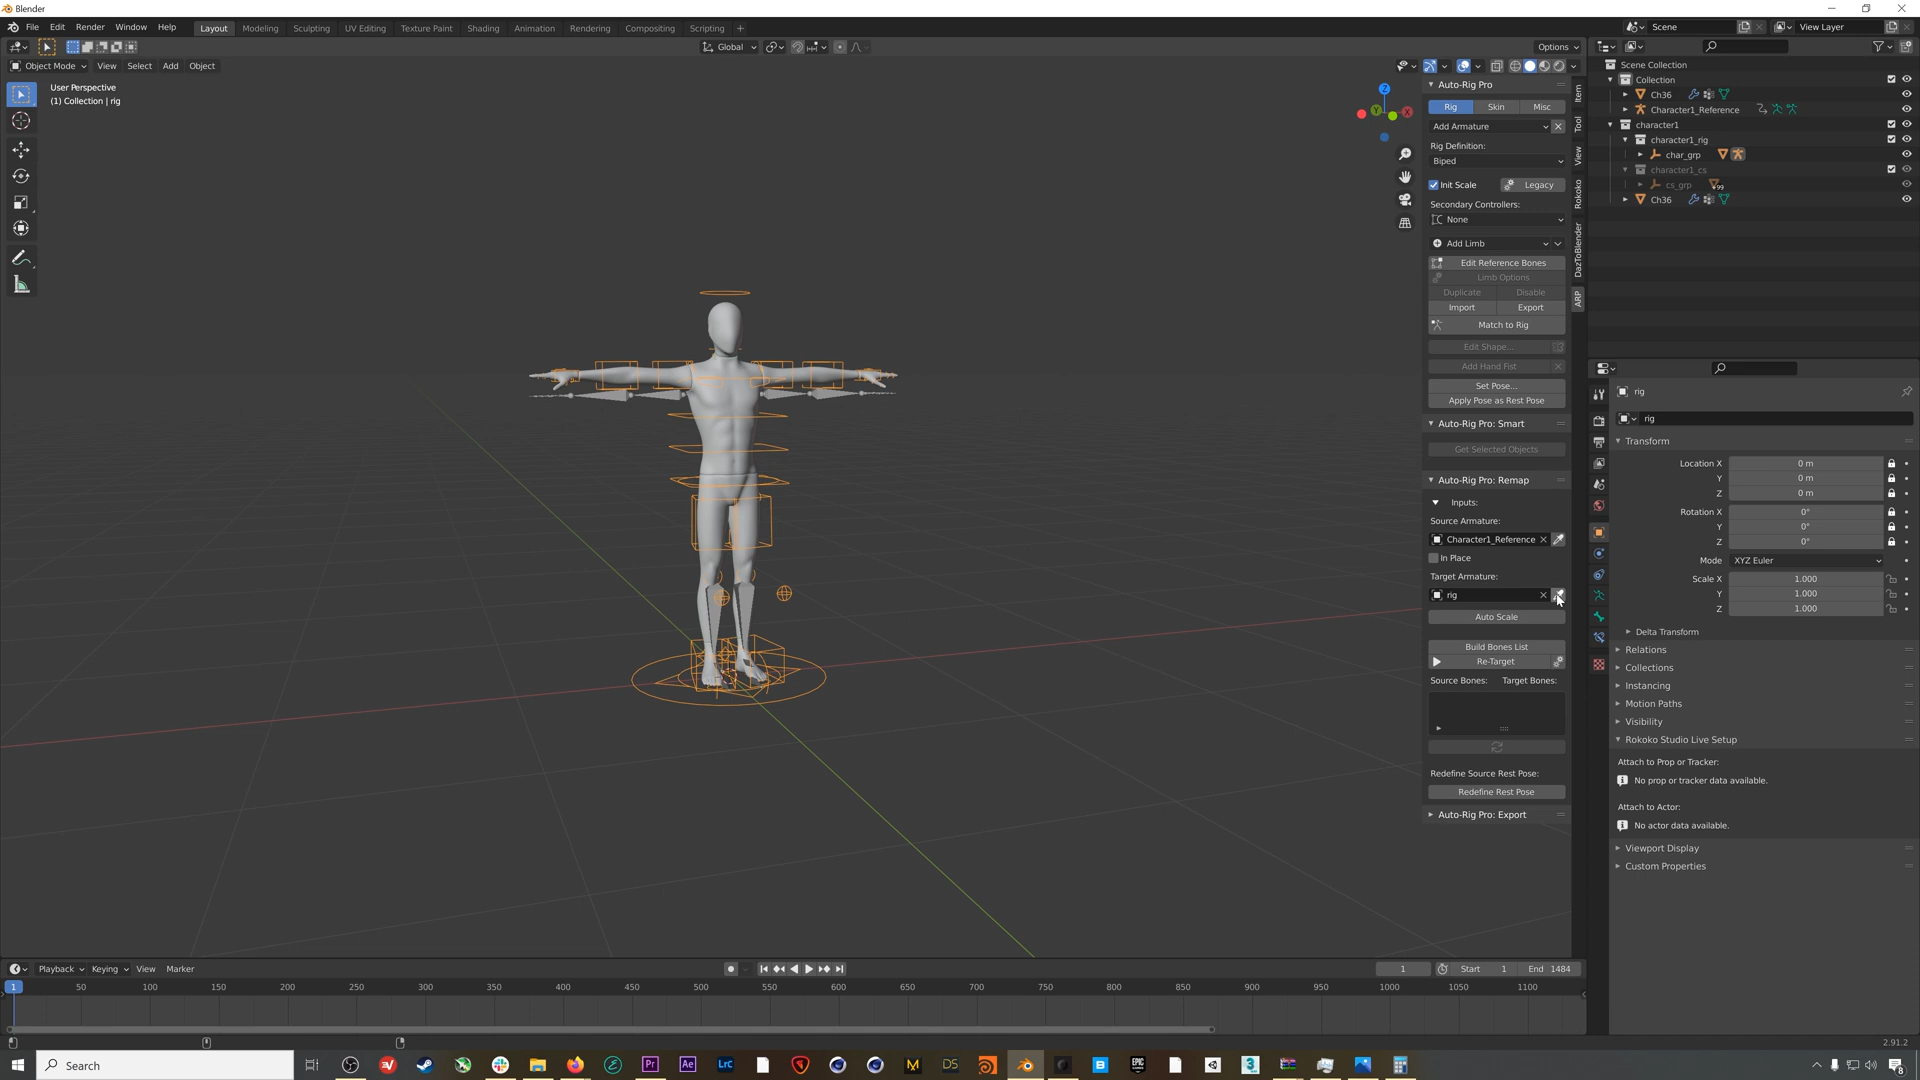 Blender
File Edit Render Window Help Layout Modeling Sculpting UV Editing Texture Paint Shading Animation Rendering Compositing Scripting +
Scene View Layer
Global Options
Object Mode View Select Add Object
User Perspective
(1) Collection | rig
Z
Y
X
Item
Tool
View
Rokoko
DazToBlender
ARP
Auto-Rig Pro
Rig Skin Misc
Add Armature
Rig Definition:
Biped
Init Scale Legacy
Secondary Controllers:
None
Add Limb
Edit Reference Bones
Limb Options
Duplicate Disable
Import Export
Match to Rig
Edit Shape...
Add Hand Fist
Set Pose...
Apply Pose as Rest Pose
Auto-Rig Pro: Smart
Get Selected Objects
Auto-Rig Pro: Remap
Inputs:
Source Armature:
Character1_Reference
In Place
Target Armature:
rig
Auto Scale
Build Bones List
Re-Target
Source Bones: Target Bones:
Redefine Source Rest Pose:
Redefine Rest Pose
Auto-Rig Pro: Export
Scene Collection
Collection
Ch36
Character1_Reference
character1
character1_rig
char_grp
character1_cs
cs_grp +99
Ch36
rig
rig
Transform
Location X 0 m
Y 0 m
Z 0 m
Rotation X 0°
Y 0°
Z 0°
Mode XYZ Euler
Scale X 1.000
Y 1.000
Z 1.000
Delta Transform
Relations
Collections
Instancing
Motion Paths
Visibility
Rokoko Studio Live Setup
Attach to Prop or Tracker:
No prop or tracker data available.
Attach to Actor:
No actor data available.
Viewport Display
Custom Properties
Playback Keying View Marker 1 Start 1 End 1484
1 50 100 150 200 250 300 350 400 450 500 550 600 650 700 750 800 850 900 950 1000 1050 1100
2.91.2
Search Pr Ae Lrc M DS B EPIC GAMES 3 8